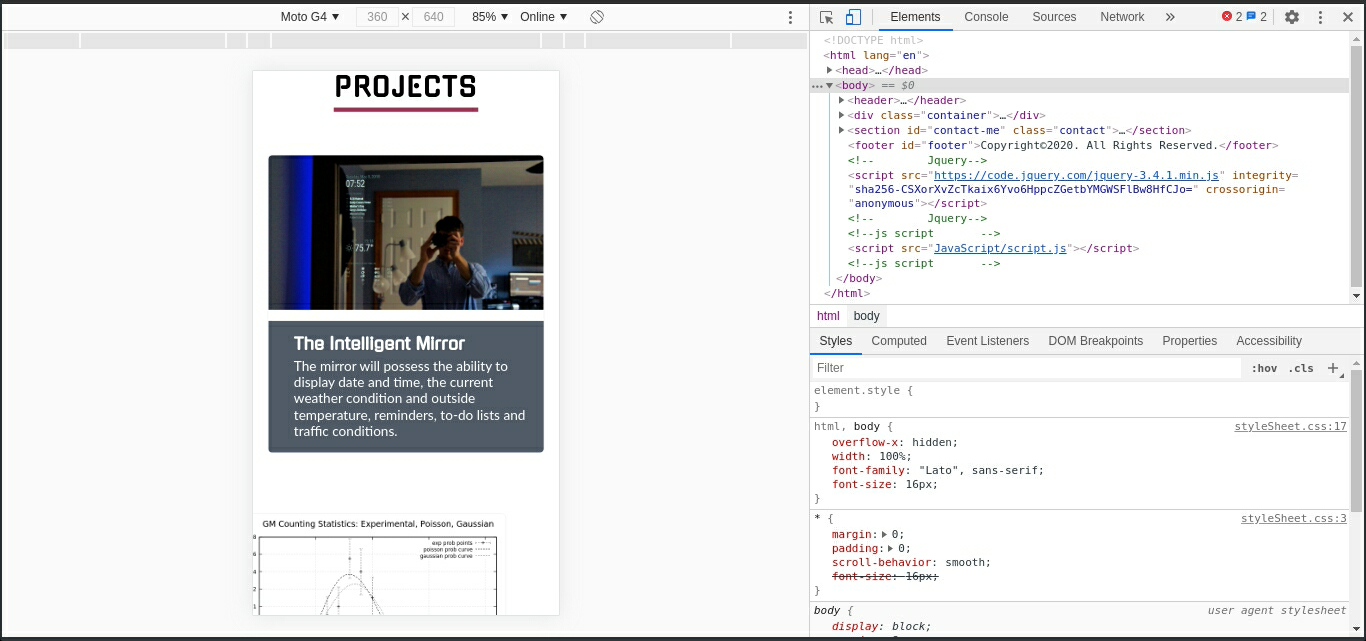 Moto G4 ▼ 360 × 640 85% ▼ Online ▼
PROJECTS
07:52
75.7°
The Intelligent Mirror
The mirror will possess the ability to
display date and time, the current
weather condition and outside
temperature, reminders, to-do lists and
traffic conditions.
GM Counting Statistics: Experimental, Poisson, Gaussian
exp prob points
poisson prob curve
gaussian prob curve
Elements Console Sources Network » 2 2
<!DOCTYPE html>
<html lang="en">
▶<head>…</head>
…▼<body> == $0
▶<header>…</header>
▶<div class="container">…</div>
▶<section id="contact-me" class="contact">…</section>
<footer id="footer">Copyright©2020. All Rights Reserved.</footer>
<!-- Jquery-->
<script src="https://code.jquery.com/jquery-3.4.1.min.js" integrity=
"sha256-CSXorXvZcTkaix6Yvo6HppcZGetbYMGWSFlBw8HfCJo=" crossorigin=
"anonymous"></script>
<!-- Jquery-->
<!--js script -->
<script src="JavaScript/script.js"></script>
<!--js script -->
</body>
</html>
html body
Styles Computed Event Listeners DOM Breakpoints Properties Accessibility
Filter :hov .cls +
element.style {
}
html, body { styleSheet.css:17
overflow-x: hidden;
width: 100%;
font-family: "Lato", sans-serif;
font-size: 16px;
}
* { styleSheet.css:3
margin:▶ 0;
padding:▶ 0;
scroll-behavior: smooth;
font-size: 16px;
}
body { user agent stylesheet
display: block;